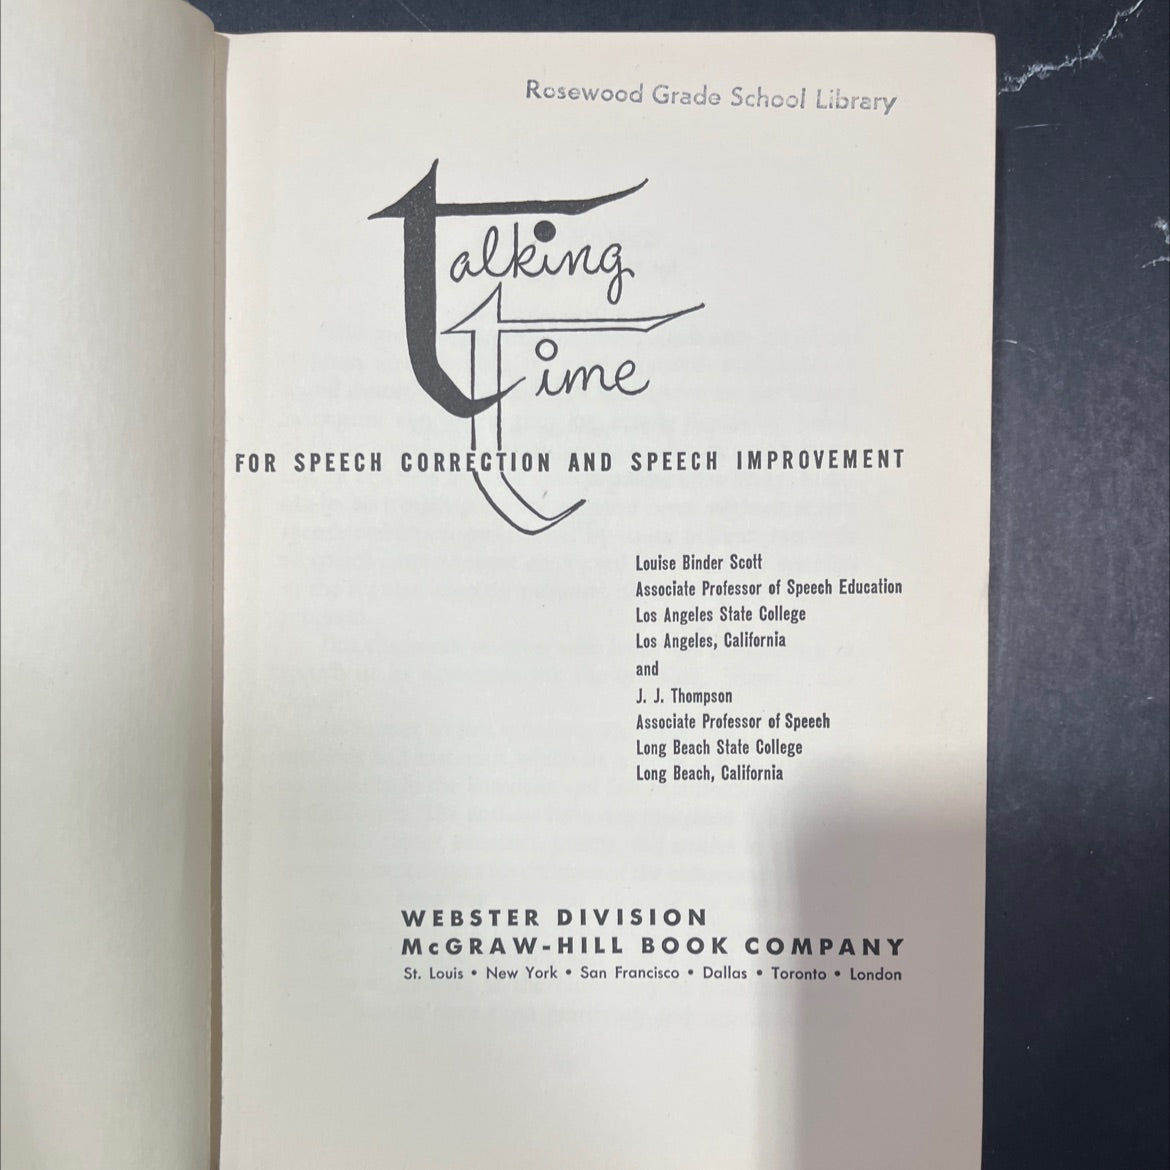 Rosewood Grade School Library
Talking
Time
FOR SPEECH CORRECTION AND SPEECH IMPROVEMENT
Louise Binder Scott
Associate Professor of Speech Education
Los Angeles State College
Los Angeles, California
and
J. J. Thompson
Associate Professor of Speech
Long Beach State College
Long Beach, California
WEBSTER DIVISION
McGRAW-HILL BOOK COMPANY
St. Louis • New York • San Francisco • Dallas • Toronto • London